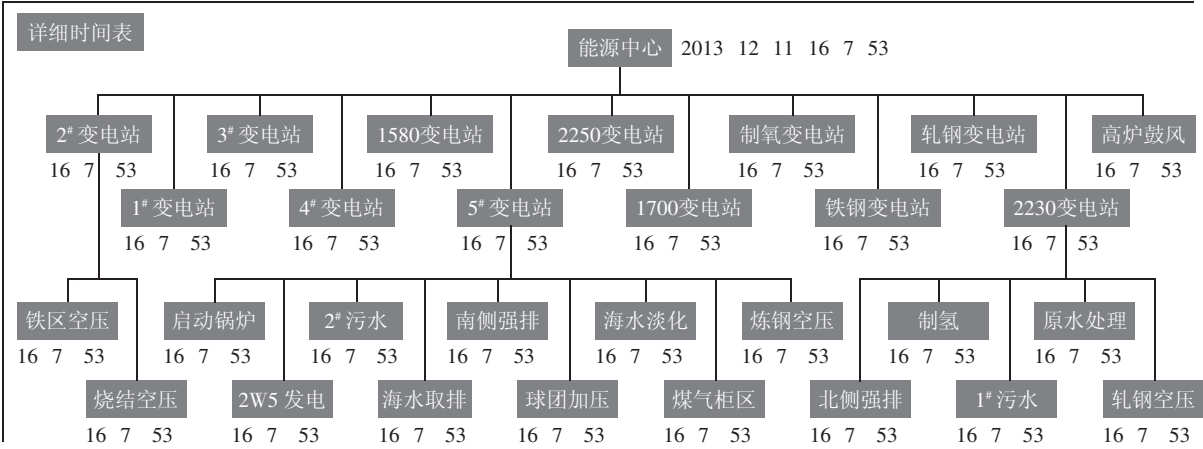 详细时间表
能源中心 2013 12 11 16 7 53
2# 变电站 3# 变电站 1580变电站 2250变电站 制氧变电站 轧钢变电站 高炉鼓风
16 7 53 16 7 53 16 7 53 16 7 53 16 7 53 16 7 53 16 7 53
1# 变电站 4# 变电站 5# 变电站 1700变电站 铁钢变电站 2230变电站
16 7 53 16 7 53 16 7 53 16 7 53 16 7 53 16 7 53
铁区空压 启动锅炉 2# 污水 南侧强排 海水淡化 炼钢空压 制氢 原水处理
16 7 53 16 7 53 16 7 53 16 7 53 16 7 53 16 7 53 16 7 53 16 7 53
烧结空压 2W5 发电 海水取排 球团加压 煤气柜区 北侧强排 1# 污水 轧钢空压
16 7 53 16 7 53 16 7 53 16 7 53 16 7 53 16 7 53 16 7 53 16 7 53